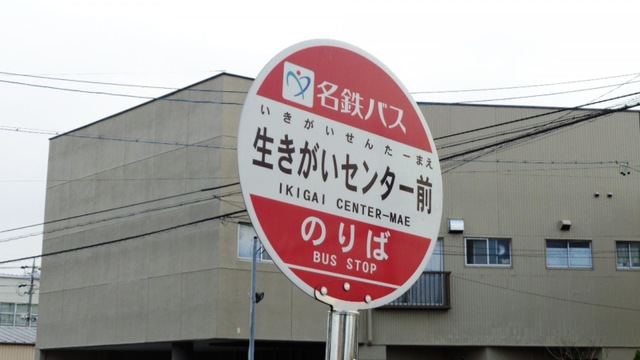 名鉄バス
いきがいせんたーまえ
生きがいセンター前
IKIGAI CENTER-MAE
のりば
BUS STOP